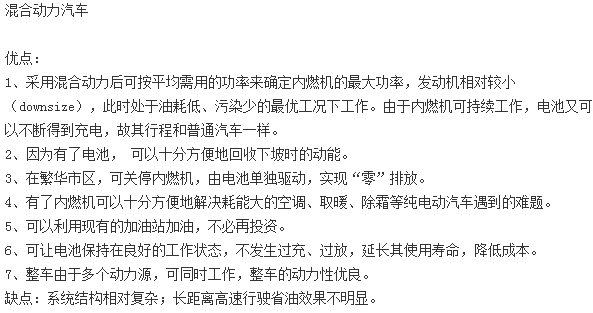 混合动力汽车
优点：
1、采用混合动力后可按平均需用的功率来确定内燃机的最大功率，发动机相对较小
（downsize），此时处于油耗低、污染少的最优工况下工作。由于内燃机可持续工作，电池又可
以不断得到充电，故其行程和普通汽车一样。
2、因为有了电池， 可以十分方便地回收下坡时的动能。
3、在繁华市区，可关停内燃机，由电池单独驱动，实现“零”排放。
4、有了内燃机可以十分方便地解决耗能大的空调、取暖、除霜等纯电动汽车遇到的难题。
5、可以利用现有的加油站加油，不必再投资。
6、可让电池保持在良好的工作状态，不发生过充、过放，延长其使用寿命，降低成本。
7、整车由于多个动力源，可同时工作，整车的动力性优良。
缺点：系统结构相对复杂；长距离高速行驶省油效果不明显。